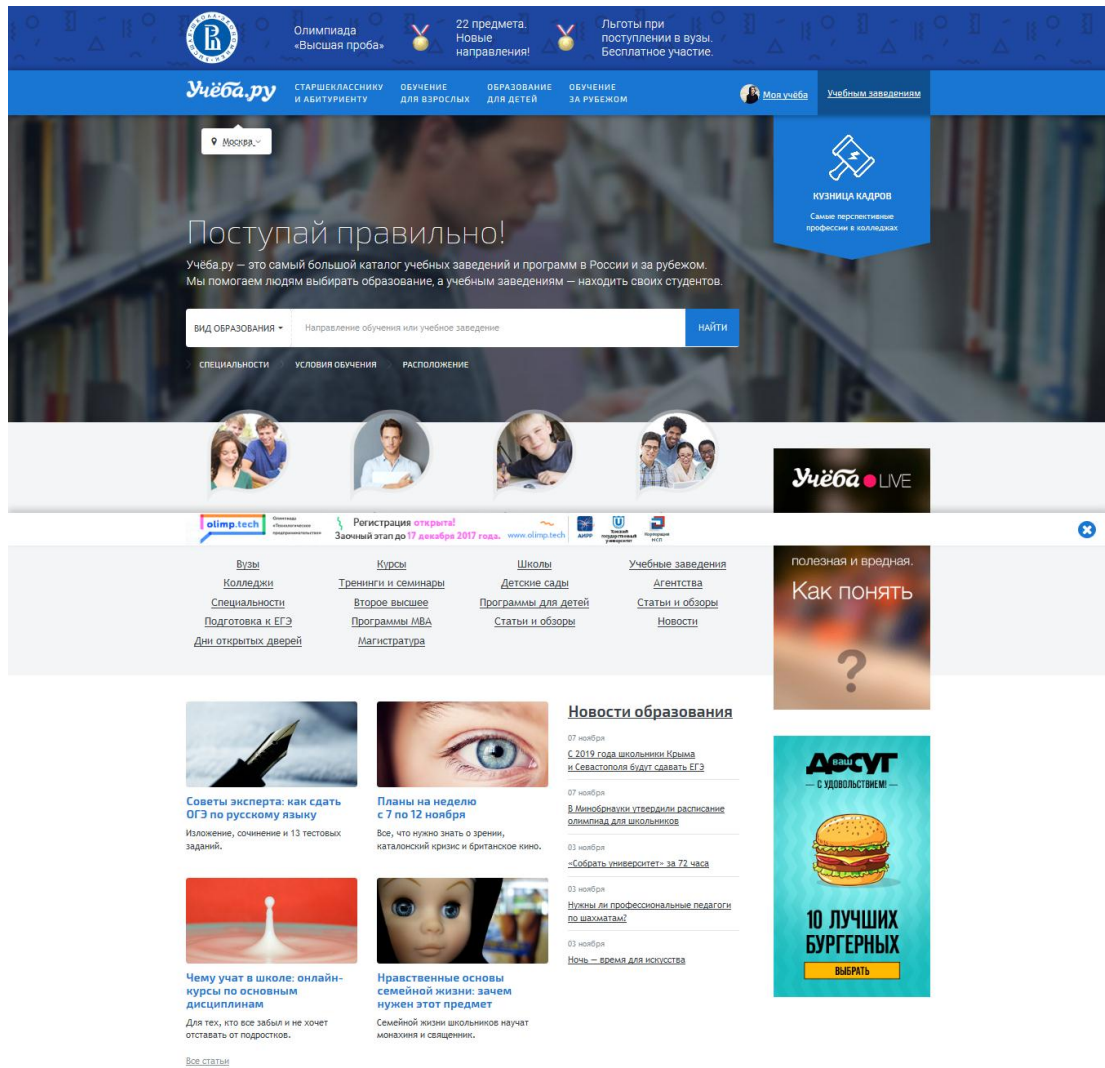 Олимпиада
«Высшая проба»
22 предмета.
Новые
направления!
Льготы при
поступлении в вузы.
Бесплатное участие.
Учёба.ру
СТАРШЕКЛАССНИКУ
И АБИТУРИЕНТУ
ОБУЧЕНИЕ
ДЛЯ ВЗРОСЛЫХ
ОБРАЗОВАНИЕ
ДЛЯ ДЕТЕЙ
ОБУЧЕНИЕ
ЗА РУБЕЖОМ
Моя учёба
Учебным заведениям
Москва
КУЗНИЦА КАДРОВ
Самые перспективные
профессии в колледжах
Поступай правильно!
Учёба.ру — это самый большой каталог учебных заведений и программ в России и за рубежом.
Мы помогаем людям выбирать образование, а учебным заведениям — находить своих студентов.
ВИД ОБРАЗОВАНИЯ
Направление обучения или учебное заведение
НАЙТИ
СПЕЦИАЛЬНОСТИ
УСЛОВИЯ ОБУЧЕНИЯ
РАСПОЛОЖЕНИЕ
Учёба LIVE
olimp.tech
Олимпиада
«Технологическое
предпринимательство»
Регистрация открыта!
Заочный этап до 17 декабря 2017 года.
www.olimp.tech
АИРР
Томский
государственный
университет
Корпорация
МСП
Вузы
Колледжи
Специальности
Подготовка к ЕГЭ
Дни открытых дверей
Курсы
Тренинги и семинары
Второе высшее
Программы MBA
Магистратура
Школы
Детские сады
Программы для детей
Статьи и обзоры
Учебные заведения
Агентства
Статьи и обзоры
Новости
полезная и вредная.
Как понять
?
Советы эксперта: как сдать
ОГЭ по русскому языку
Изложение, сочинение и 13 тестовых
заданий.
Планы на неделю
с 7 по 12 ноября
Все, что нужно знать о зрении,
каталонский кризис и британское кино.
Чему учат в школе: онлайн-
курсы по основным
дисциплинам
Для тех, кто все забыл и не хочет
отставать от подростков.
Нравственные основы
семейной жизни: зачем
нужен этот предмет
Семейной жизни школьников научат
монахиня и священник.
Все статьи
Новости образования
07 ноября
С 2019 года школьники Крыма
и Севастополя будут сдавать ЕГЭ
07 ноября
В Минобрнауки утвердили расписание
олимпиад для школьников
03 ноября
«Собрать университет» за 72 часа
03 ноября
Нужны ли профессиональные педагоги
по шахматам?
03 ноября
Ночь — время для искусства
ваш ДОСУГ
— С УДОВОЛЬСТВИЕМ! —
10 ЛУЧШИХ
БУРГЕРНЫХ
ВЫБРАТЬ